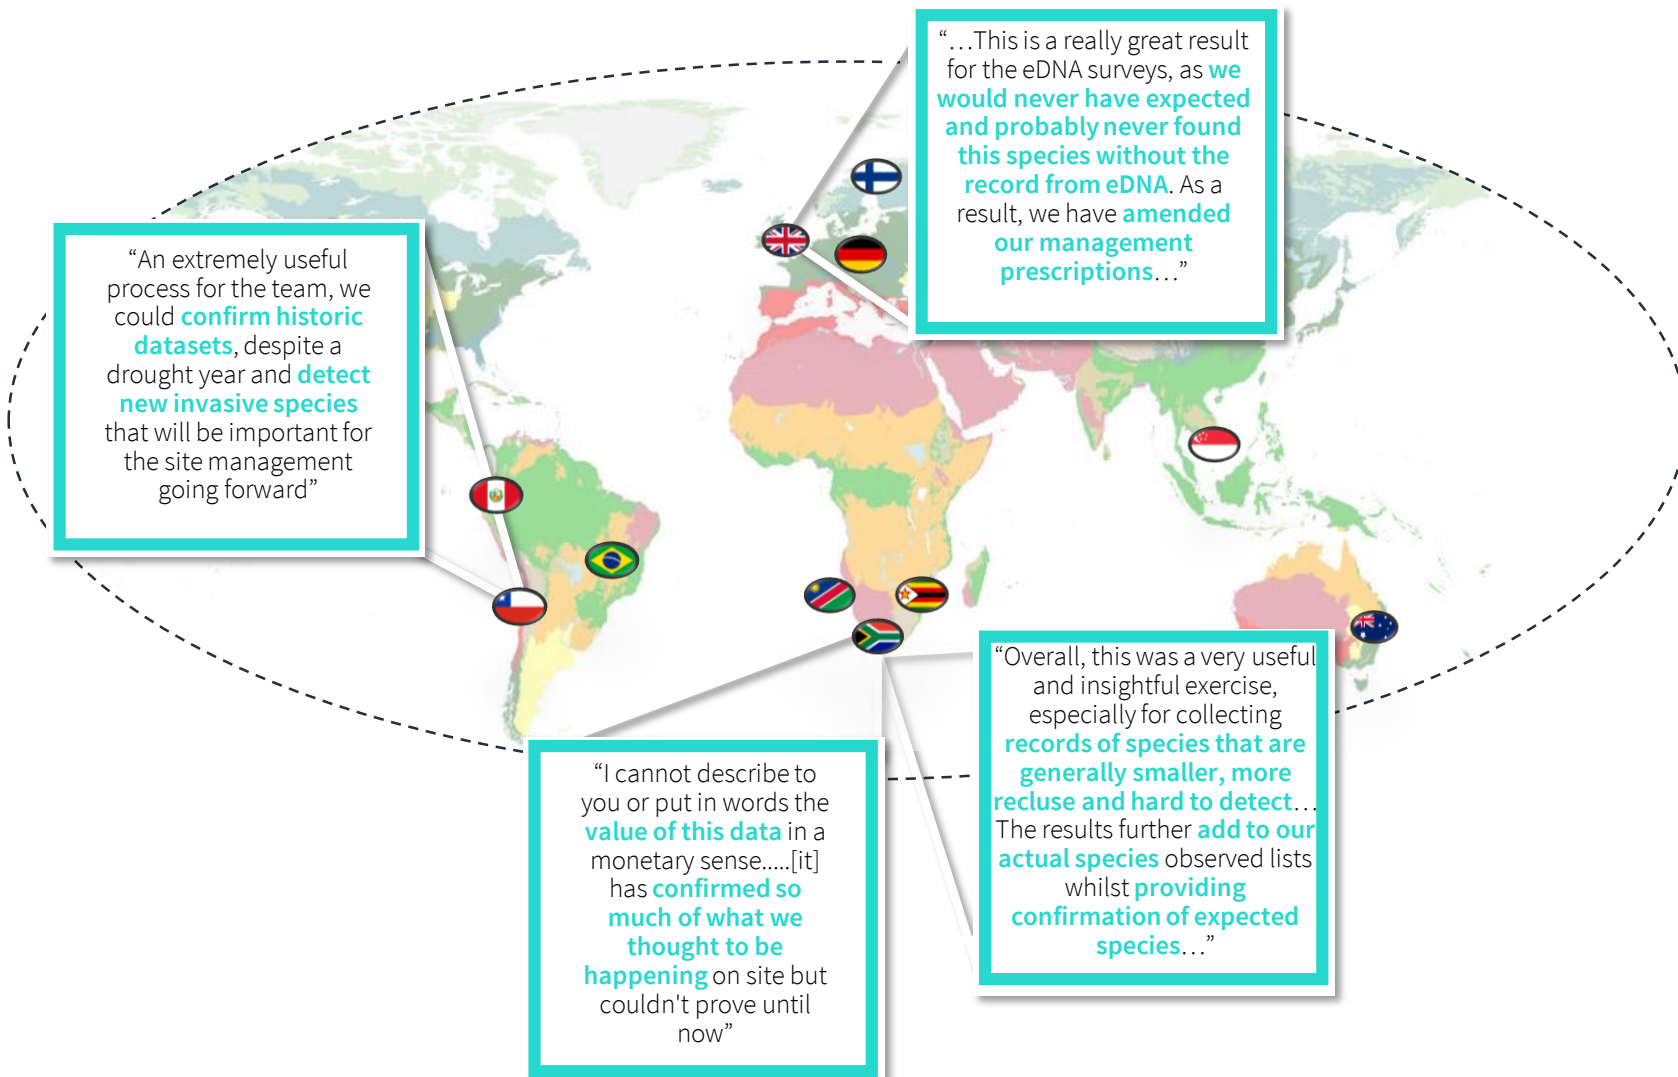 “…This is a really great result
for the eDNA surveys, as we
would never have expected
and probably never found
this species without the
record from eDNA. As a
result, we have amended
our management
prescriptions…”
“An extremely useful
process for the team, we
could confirm historic
datasets, despite a
drought year and detect
new invasive species
that will be important for
the site management
going forward”
“Overall, this was a very useful
and insightful exercise,
especially for collecting
records of species that are
generally smaller, more
recluse and hard to detect…
The results further add to our
actual species observed lists
whilst providing
confirmation of expected
species…”
“I cannot describe to
you or put in words the
value of this data in a
monetary sense.....[it]
has confirmed so
much of what we
thought to be
happening on site but
couldn't prove until
now”